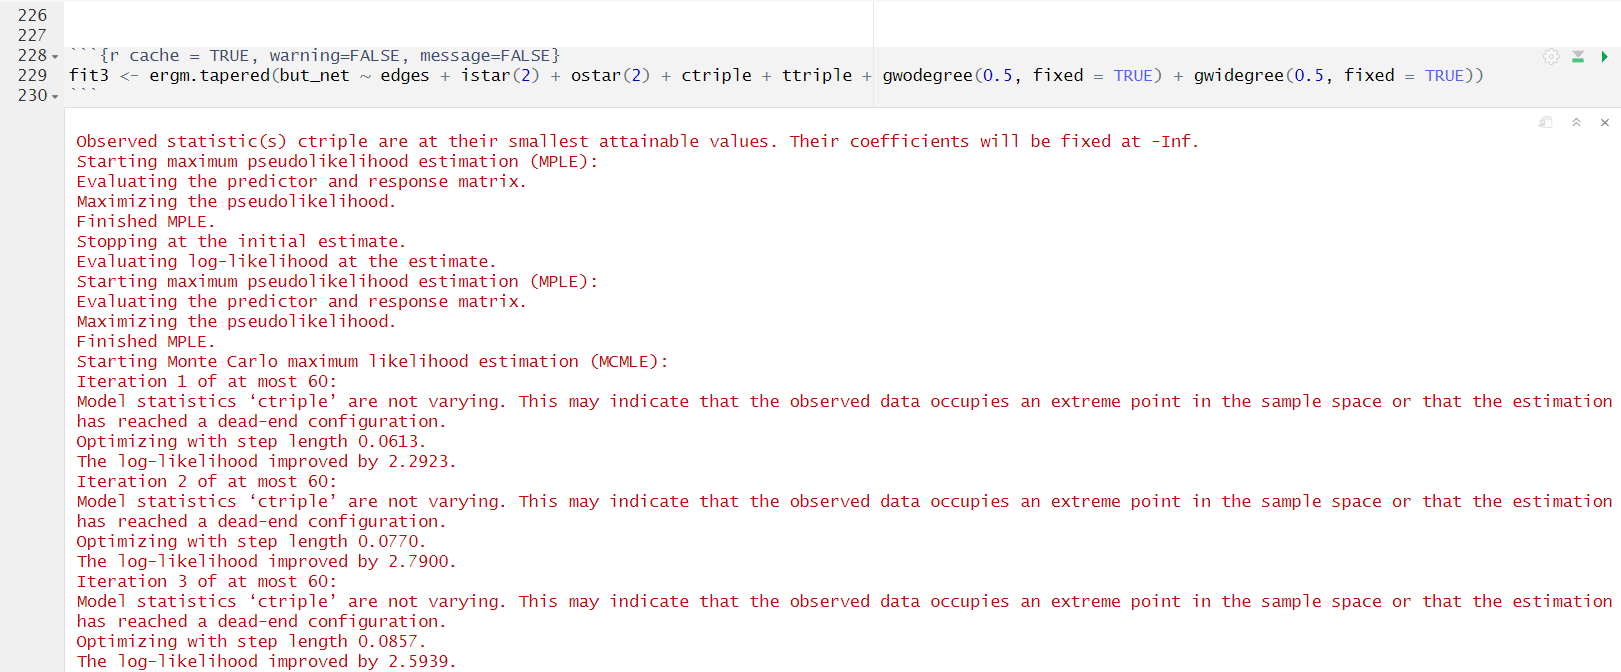 226
227
228 ```{r cache = TRUE, warning=FALSE, message=FALSE}
229 fit3 <- ergm.tapered(but_net ~ edges + istar(2) + ostar(2) + ctriple + ttriple + gwodegree(0.5, fixed = TRUE) + gwidegree(0.5, fixed = TRUE))
230 ```
Observed statistic(s) ctriple are at their smallest attainable values. Their coefficients will be fixed at -Inf.
Starting maximum pseudolikelihood estimation (MPLE):
Evaluating the predictor and response matrix.
Maximizing the pseudolikelihood.
Finished MPLE.
Stopping at the initial estimate.
Evaluating log-likelihood at the estimate.
Starting maximum pseudolikelihood estimation (MPLE):
Evaluating the predictor and response matrix.
Maximizing the pseudolikelihood.
Finished MPLE.
Starting Monte Carlo maximum likelihood estimation (MCMLE):
Iteration 1 of at most 60:
Model statistics ‘ctriple’ are not varying. This may indicate that the observed data occupies an extreme point in the sample space or that the estimation
has reached a dead-end configuration.
Optimizing with step length 0.0613.
The log-likelihood improved by 2.2923.
Iteration 2 of at most 60:
Model statistics ‘ctriple’ are not varying. This may indicate that the observed data occupies an extreme point in the sample space or that the estimation
has reached a dead-end configuration.
Optimizing with step length 0.0770.
The log-likelihood improved by 2.7900.
Iteration 3 of at most 60:
Model statistics ‘ctriple’ are not varying. This may indicate that the observed data occupies an extreme point in the sample space or that the estimation
has reached a dead-end configuration.
Optimizing with step length 0.0857.
The log-likelihood improved by 2.5939.